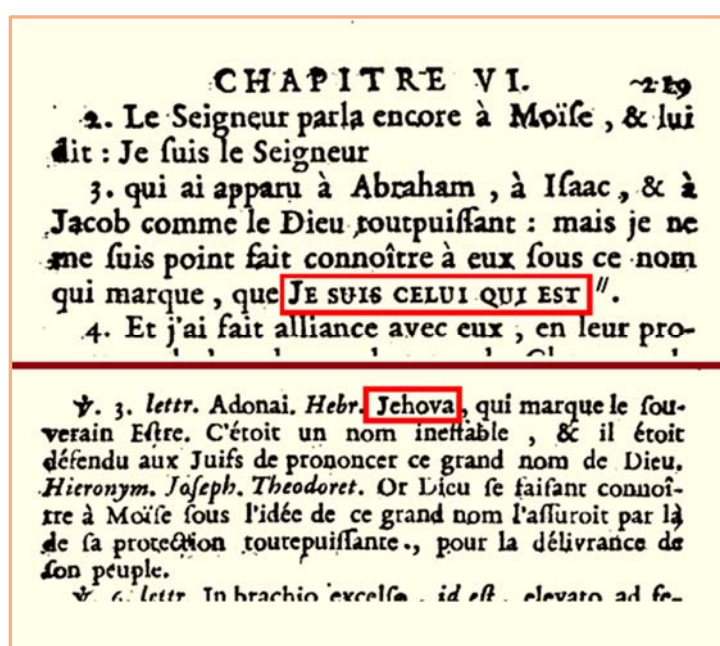 CHAPITRE VI. 219
2. Le Seigneur parla encore à Moïſe, & lui
dit : Je ſuis le Seigneur
3. qui ai apparu à Abraham, à Iſaac, & à
Jacob comme le Dieu toutpuiſſant : mais je ne
me ſuis point fait connoître à eux ſous ce nom
qui marque, que JE SUIS CELUI QUI EST ".
4. Et j'ai fait alliance avec eux, en leur pro-
ỳ. 3. lettr. Adonai. Hebr. Jehova, qui marque le ſou-
verain Eſtre. C'étoit un nom ineffable, & il étoit
défendu aux Juifs de prononcer ce grand nom de Dieu.
Hieronym. Joſeph. Theodoret. Or Dieu ſe faiſant connoî-
tre à Moïſe ſous l'idée de ce grand nom l'aſſuroit par là
de ſa protection toutepuiſſante., pour la délivrance de
ſon peuple.
ỳ. 6. lettr. In brachio excelſo, id eſt, elevato ad fe-